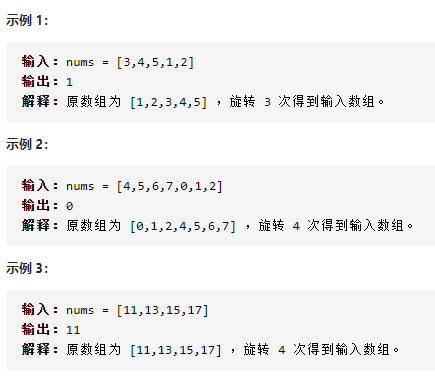 示例 1：
输入：nums = [3,4,5,1,2]
输出：1
解释：原数组为 [1,2,3,4,5] ，旋转 3 次得到输入数组。
示例 2：
输入：nums = [4,5,6,7,0,1,2]
输出：0
解释：原数组为 [0,1,2,4,5,6,7] ，旋转 4 次得到输入数组。
示例 3：
输入：nums = [11,13,15,17]
输出：11
解释：原数组为 [11,13,15,17] ，旋转 4 次得到输入数组。